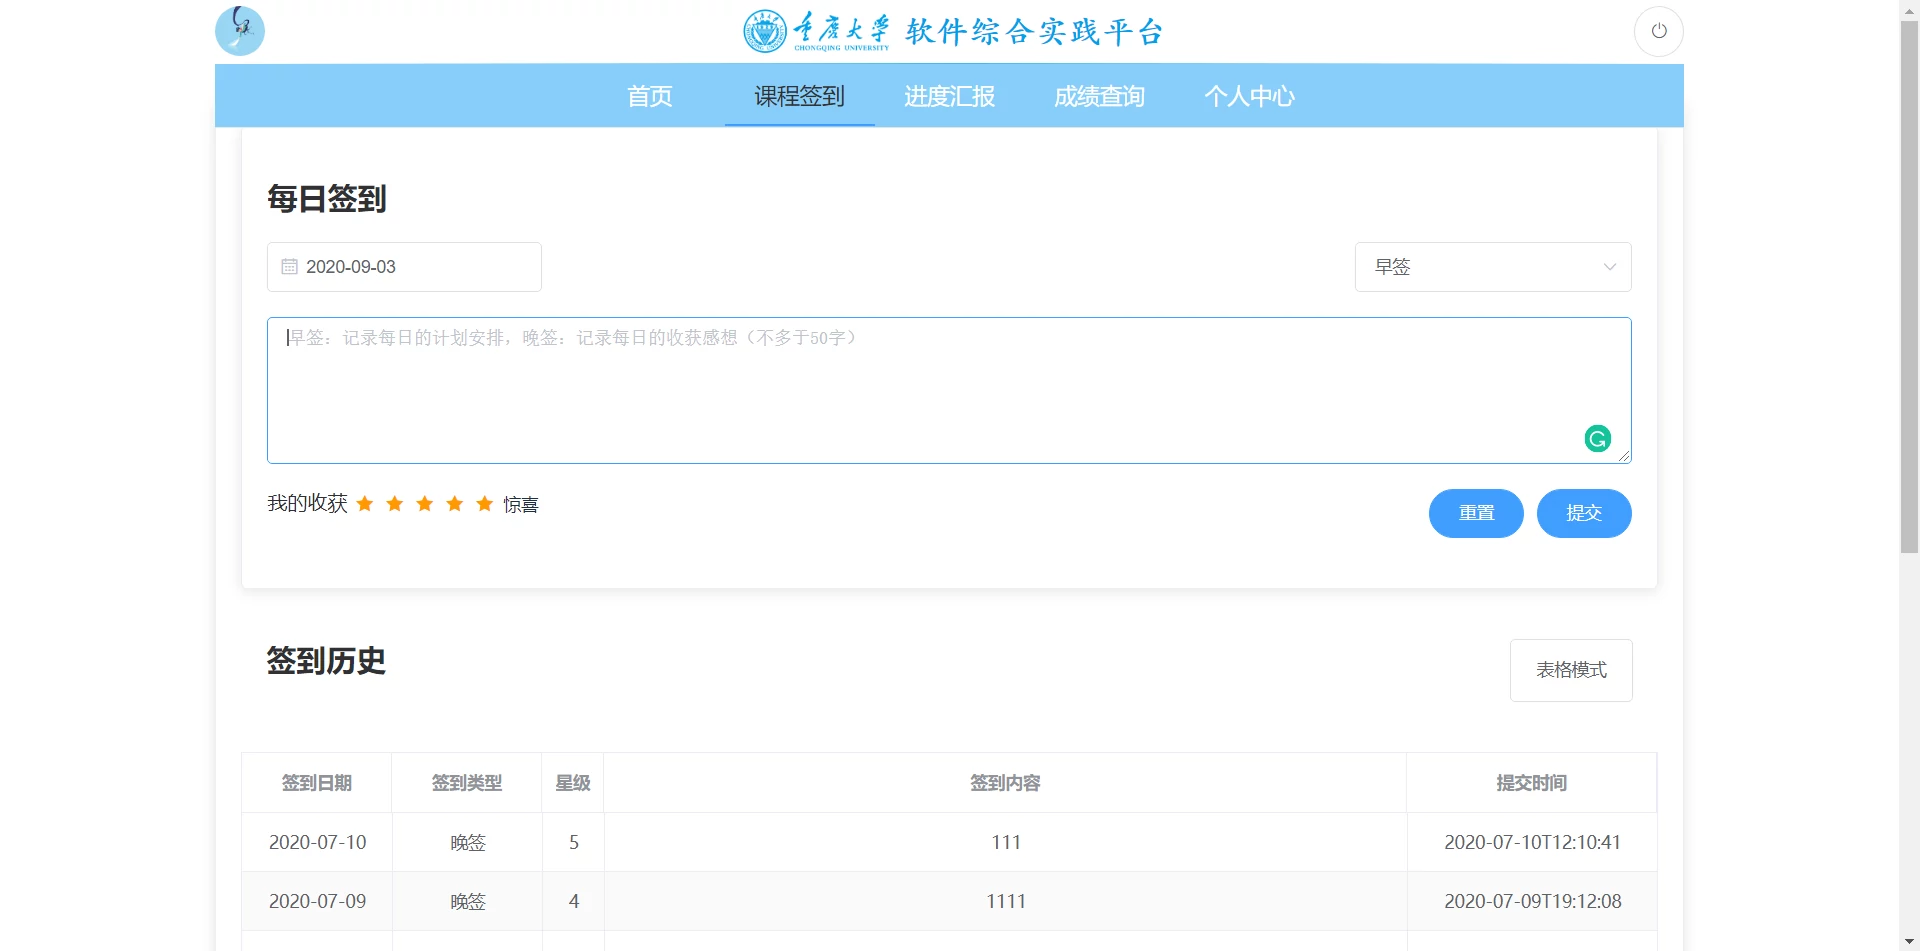 重庆大学 软件综合实践平台
CHONGQING UNIVERSITY
首页 课程签到 进度汇报 成绩查询 个人中心
每日签到
2020-09-03 早签
早签：记录每日的计划安排，晚签：记录每日的收获感想（不多于50字）
我的收获 惊喜 重置 提交
签到历史 表格模式
签到日期 签到类型 星级 签到内容 提交时间
2020-07-10 晚签 5 111 2020-07-10T12:10:41
2020-07-09 晚签 4 1111 2020-07-09T19:12:08